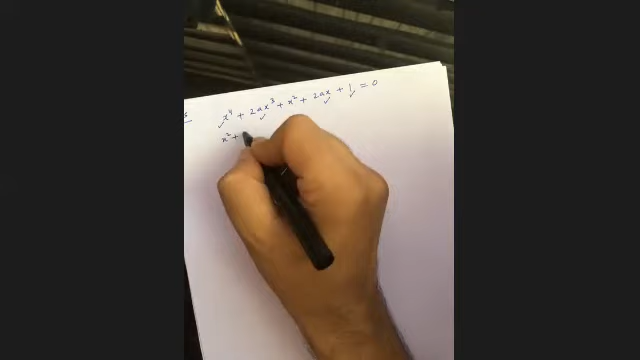 x⁴ + 2ax³ + x² + 2ax + 1 = 0
x² +